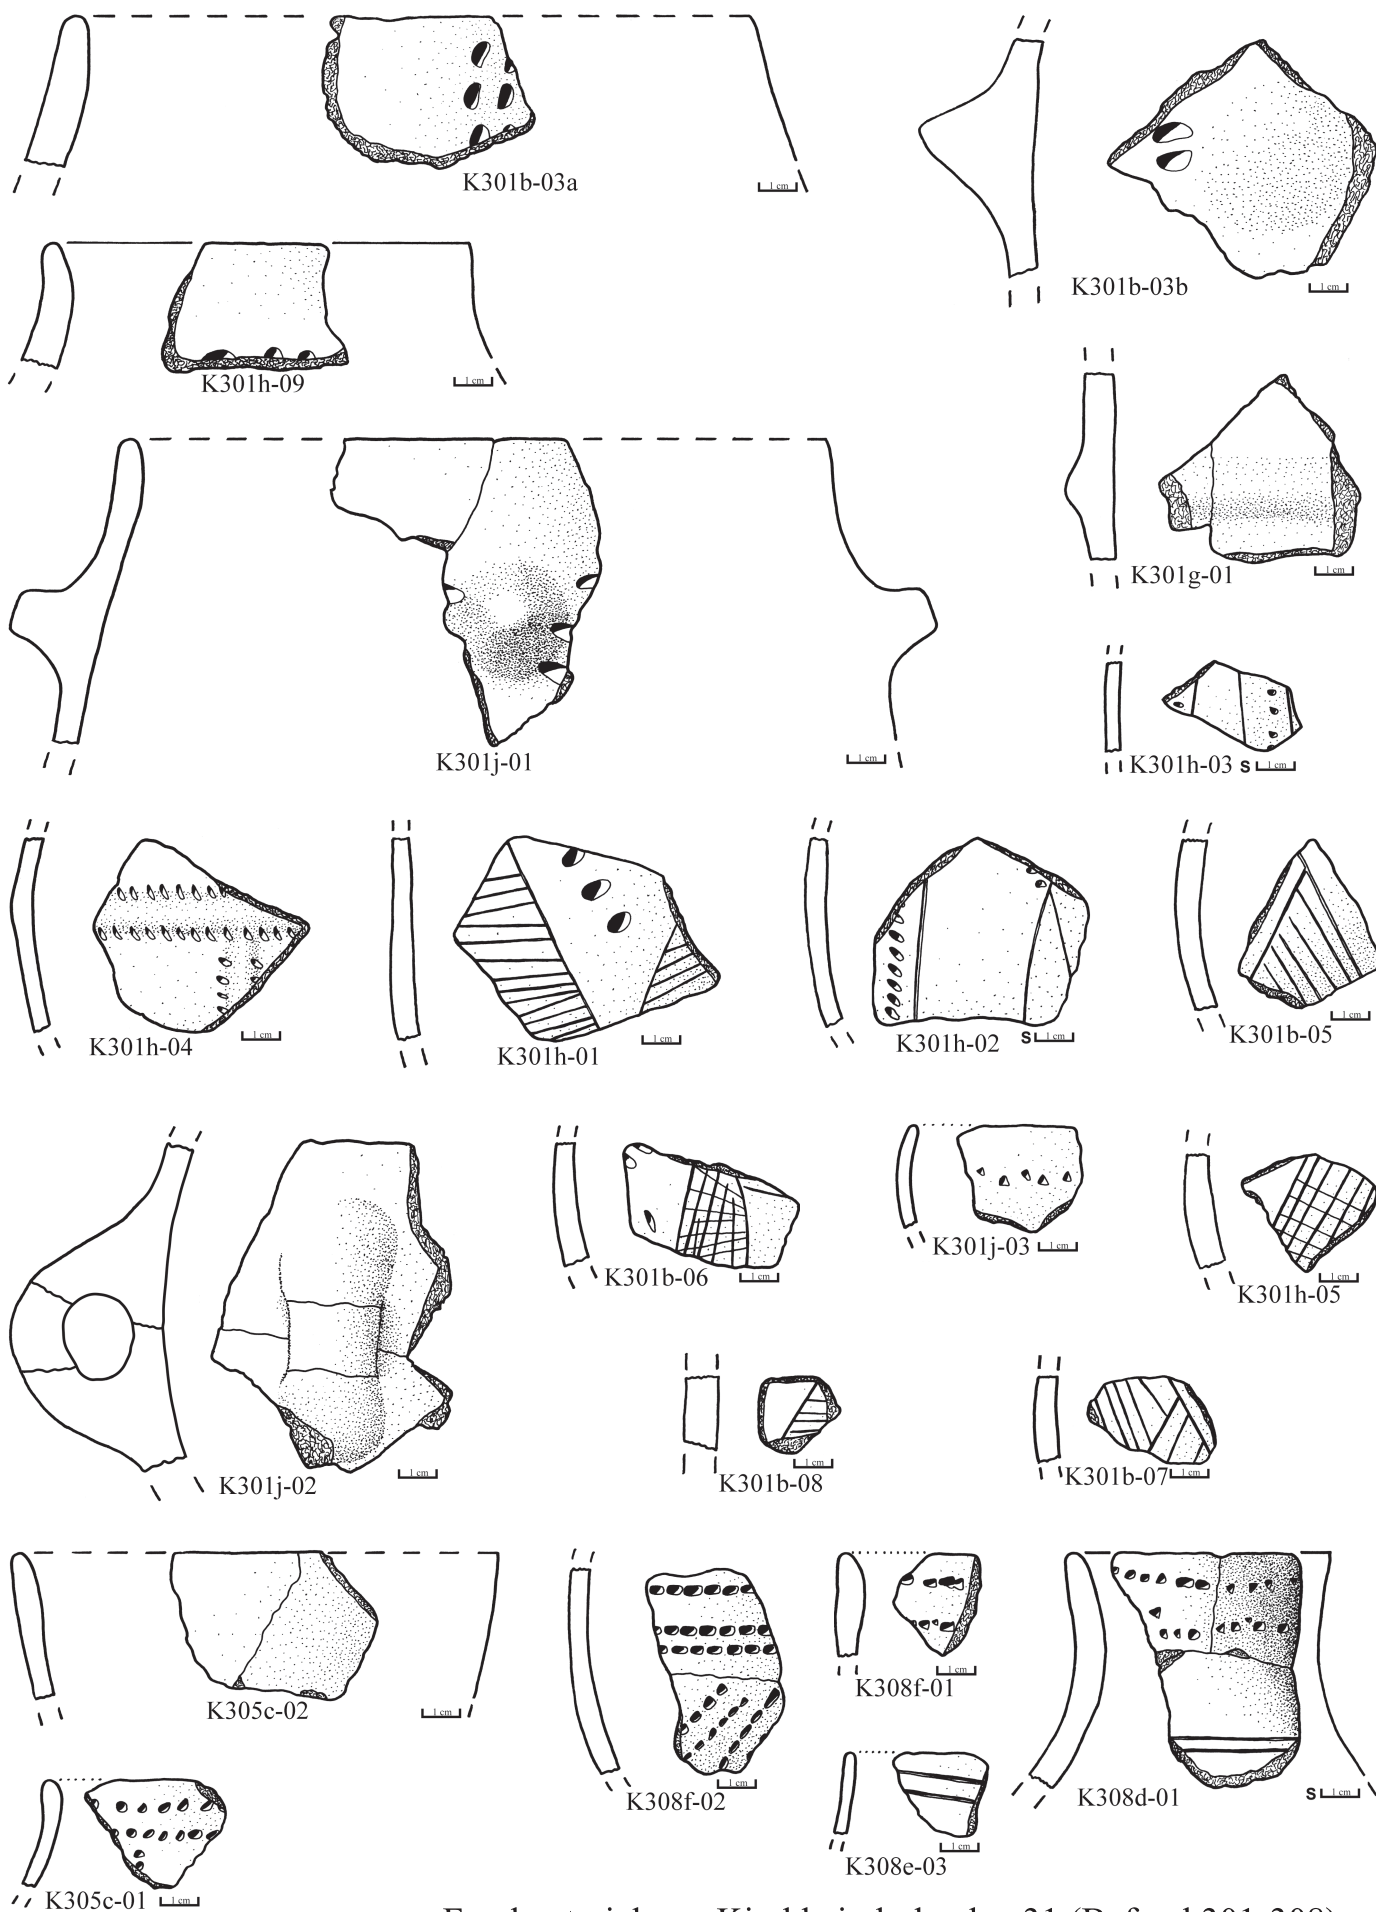 K301b-03a
1 cm
K301b-03b
1 cm
K301h-09
1 cm
K301g-01
1 cm
K301j-01
1 cm
K301h-03 S 1 cm
K301h-04
1 cm
K301h-01
1 cm
K301h-02
S 1 cm
K301b-05
1 cm
K301j-02
1 cm
K301b-06
1 cm
K301j-03
1 cm
K301h-05
1 cm
K301b-08
1 cm
K301b-07
1 cm
K305c-02
1 cm
K308f-02
1 cm
K308f-01
1 cm
K308d-01
S 1 cm
K305c-01
1 cm
K308e-03
1 cm